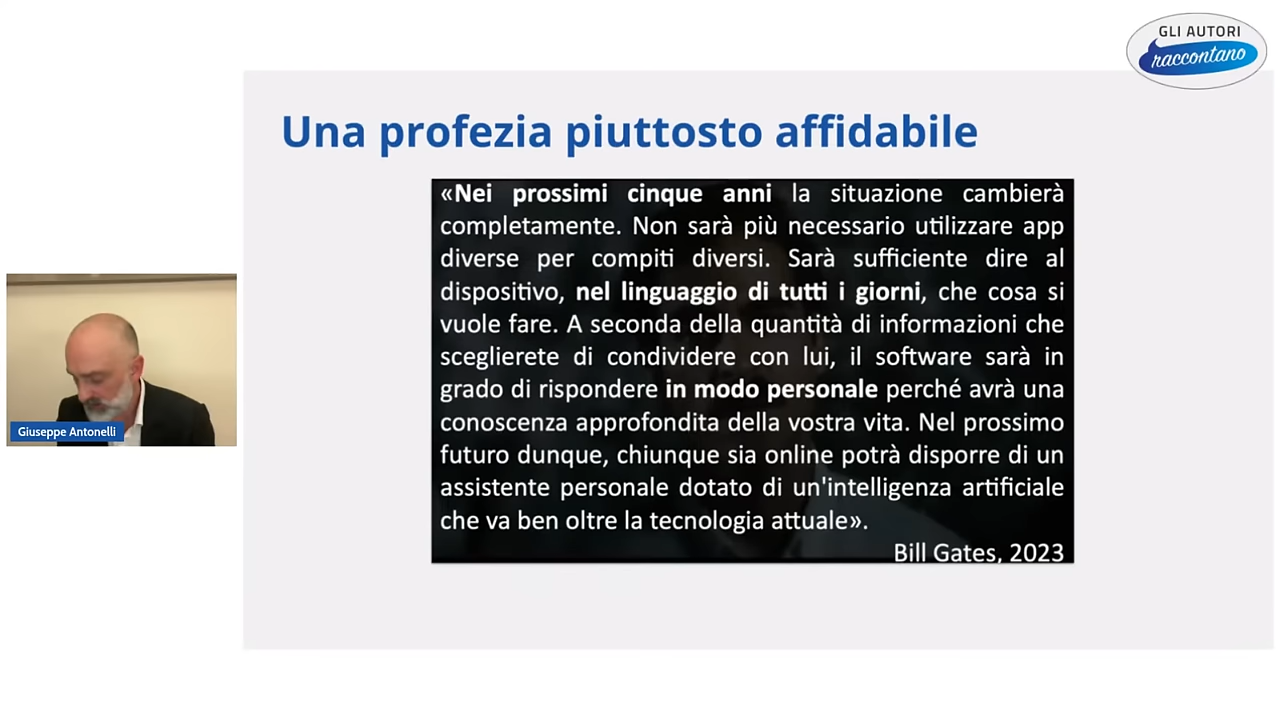 GLI AUTORI
raccontano
Una profezia piuttosto affidabile
«Nei prossimi cinque anni la situazione cambierà
completamente. Non sarà più necessario utilizzare app
diverse per compiti diversi. Sarà sufficiente dire al
dispositivo, nel linguaggio di tutti i giorni, che cosa si
vuole fare. A seconda della quantità di informazioni che
sceglierete di condividere con lui, il software sarà in
grado di rispondere in modo personale perché avrà una
conoscenza approfondita della vostra vita. Nel prossimo
futuro dunque, chiunque sia online potrà disporre di un
assistente personale dotato di un'intelligenza artificiale
che va ben oltre la tecnologia attuale».
Bill Gates, 2023
Giuseppe Antonelli